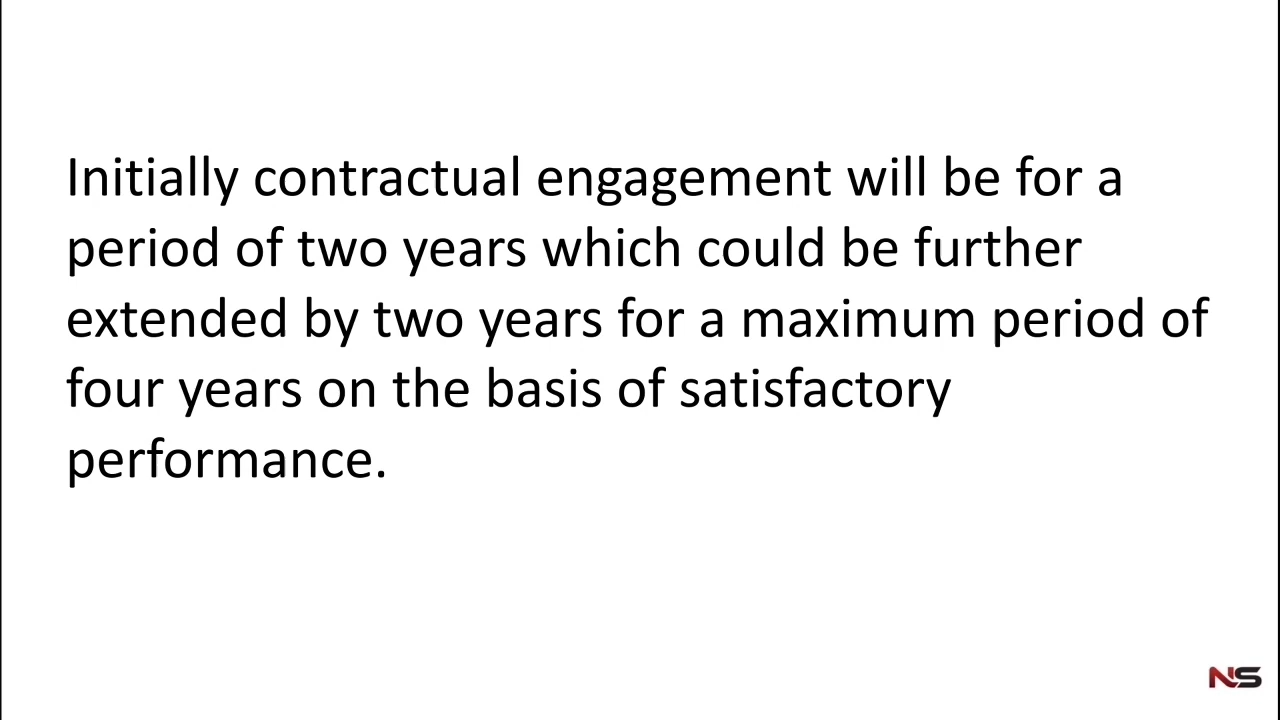 Initially contractual engagement will be for a
period of two years which could be further
extended by two years for a maximum period of
four years on the basis of satisfactory
performance.
NS